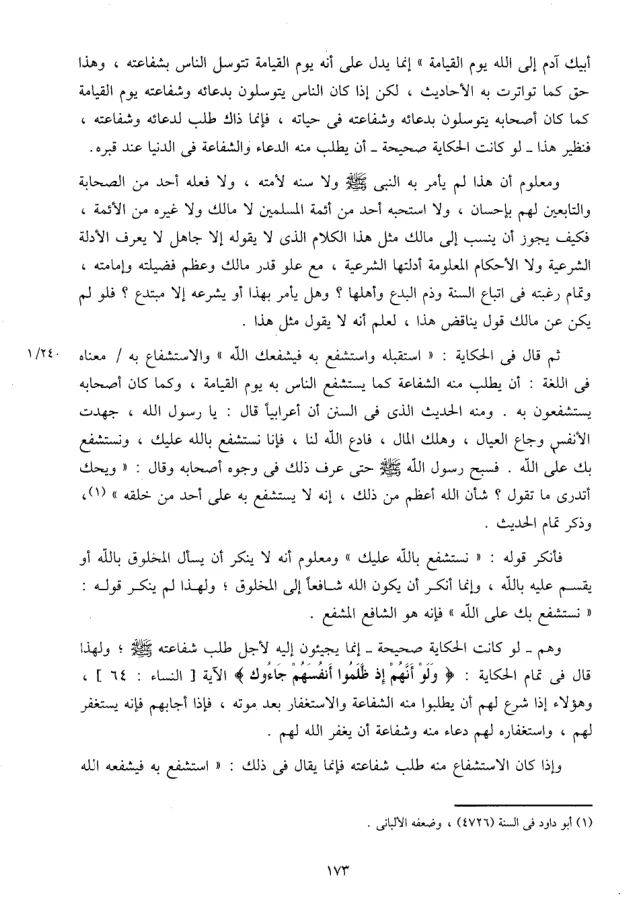 أبيك آدم إلى الله يوم القيامة » إنما يدل على أنه يوم القيامة تتوسل الناس بشفاعته ، وهذا
حق كما تواترت به الأحاديث ، لكن إذا كان الناس يتوسلون بدعائه وشفاعته يوم القيامة
كما كان أصحابه يتوسلون بدعائه وشفاعته فى حياته ، فإنما ذاك طلب لدعائه وشفاعته ،
فنظير هذا ـ لو كانت الحكاية صحيحة ـ أن يطلب منه الدعاء والشفاعة فى الدنيا عند قبره.
ومعلوم أن هذا لم يأمر به النبى ﷺ ولا سنه لأمته ، ولا فعله أحد من الصحابة
والتابعين لهم بإحسان ، ولا استحبه أحد من أئمة المسلمين لا مالك ولا غيره من الأئمة ،
فكيف يجوز أن ينسب إلى مالك مثل هذا الكلام الذى لا يقوله إلا جاهل لا يعرف الأدلة
الشرعية ولا الأحكام المعلومة أدلتها الشرعية ، مع علو قدر مالك وعظم فضيلته وإمامته ،
وتمام رغبته فى اتباع السنة وذم البدع وأهلها ؟ وهل يأمر بهذا أو يشرعه إلا مبتدع ؟ فلو لم
يكن عن مالك قول يناقض هذا ، لعلم أنه لا يقول مثل هذا .
ثم قال فى الحكاية : « استقبله واستشفع به فيشفعك الله » والاستشفاع به / معناه
١/٢٤٠
فى اللغة : أن يطلب منه الشفاعة كما يستشفع الناس به يوم القيامة ، وكما كان أصحابه
يستشفعون به . ومنه الحديث الذى فى السنن أن أعرابياً قال : يا رسول الله ، جهدت
الأنفس وجاع العيال ، وهلك المال ، فادع الله لنا ، فإنا نستشفع بالله عليك ، ونستشفع
بك على الله . فسبح رسول الله ﷺ حتى عرف ذلك فى وجوه أصحابه وقال : « ويحك
أتدرى ما تقول ؟ شأن الله أعظم من ذلك ، إنه لا يستشفع به على أحد من خلقه » (١)،
وذكر تمام الحديث .
فأنكر قوله : « نستشفع بالله عليك » ومعلوم أنه لا ينكر أن يسأل المخلوق بالله أو
يقسم عليه بالله ، وإنما أنكر أن يكون الله شافعاً إلى المخلوق ؛ ولهذا لم ينكر قوله :
« نستشفع بك على الله » فإنه هو الشافع المشفع .
وهم ـ لو كانت الحكاية صحيحة ـ إنما يجيئون إليه لأجل طلب شفاعته ﷺ ؛ ولهذا
قال فى تمام الحكاية : ﴿ وَلَوْ أَنَّهُمْ إِذ ظَلَمُوا أَنفُسَهُمْ جَاءُوكَ ﴾ الآية [ النساء : ٦٤ ] ،
وهؤلاء إذا شرع لهم أن يطلبوا منه الشفاعة والاستغفار بعد موته ، فإذا أجابهم فإنه يستغفر
لهم ، واستغفاره لهم دعاء منه وشفاعة أن يغفر الله لهم .
وإذا كان الاستشفاع منه طلب شفاعته فإنما يقال فى ذلك : « استشفع به فيشفعه الله
(١) أبو داود فى السنة (٤٧٢٦) ، وضعفه الألبانى .
١٧٣